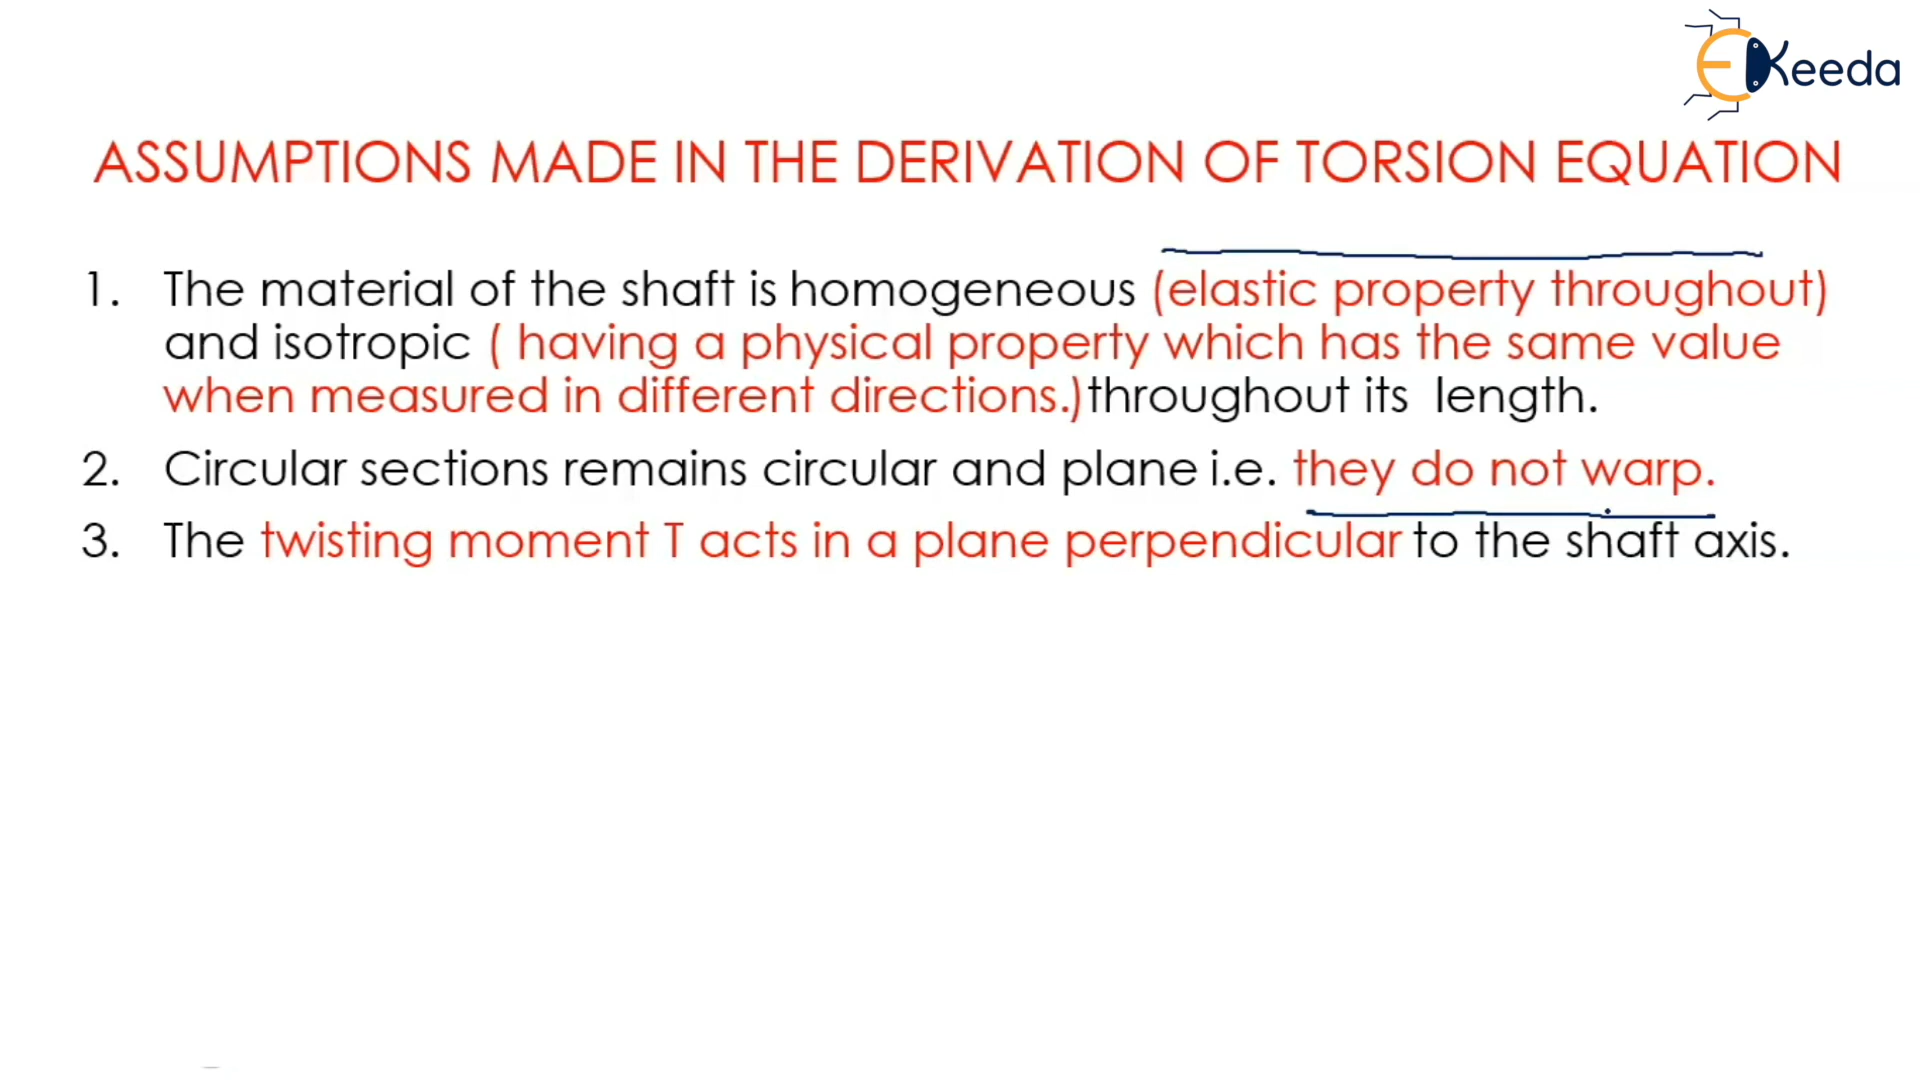 EKeeda
ASSUMPTIONS MADE IN THE DERIVATION OF TORSION EQUATION
1. The material of the shaft is homogeneous (elastic property throughout)
and isotropic ( having a physical property which has the same value
when measured in different directions.)throughout its length.
2. Circular sections remains circular and plane i.e. they do not warp.
3. The twisting moment T acts in a plane perpendicular to the shaft axis.